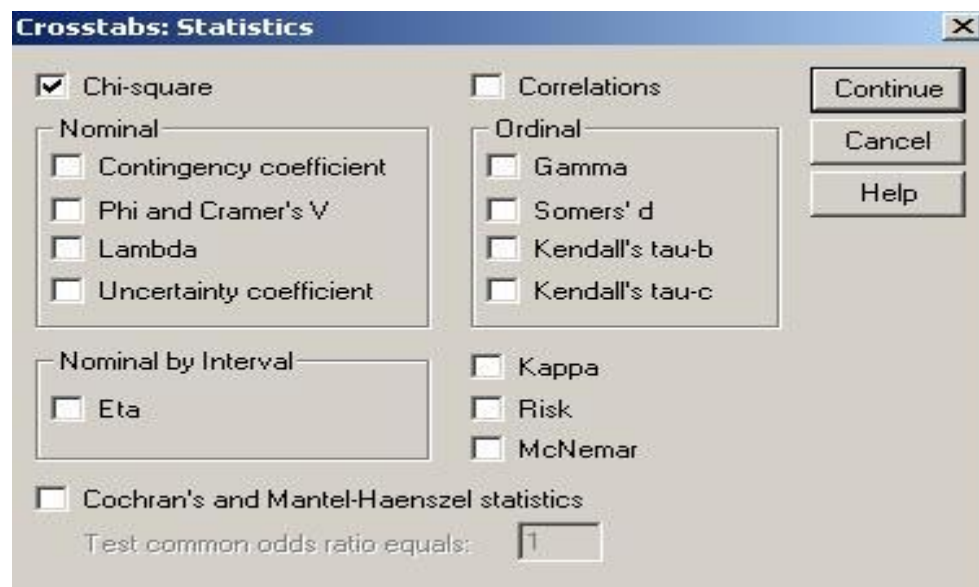 Crosstabs: Statistics
Chi-square
Correlations
Continue
Nominal
Ordinal
Cancel
Contingency coefficient
Gamma
Help
Phi and Cramer's V
Somers' d
Lambda
Kendall's tau-b
Uncertainty coefficient
Kendall's tau-c
Nominal by Interval
Kappa
Eta
Risk
McNemar
Cochran's and Mantel-Haenszel statistics
Test common odds ratio equals: 1